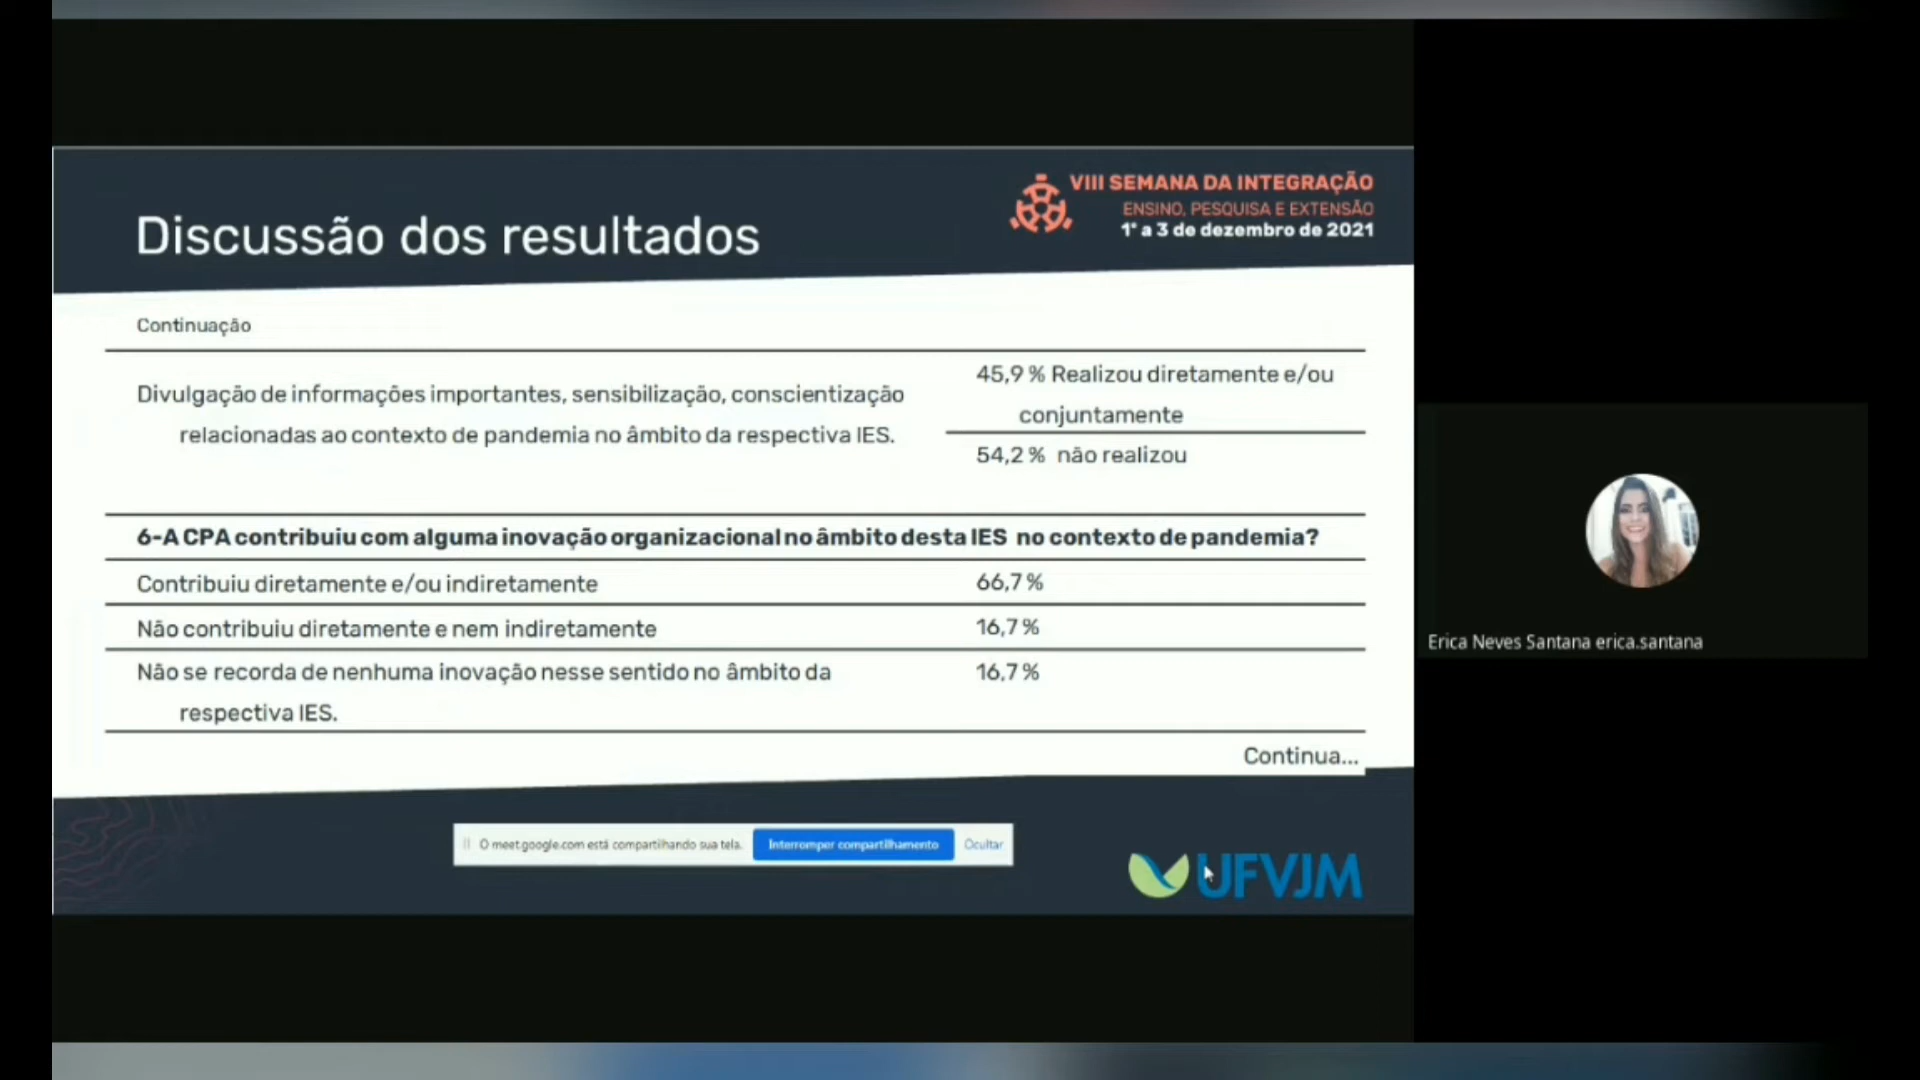 VIII SEMANA DA INTEGRAÇÃO
ENSINO, PESQUISA E EXTENSÃO
1° a 3 de dezembro de 2021
Discussão dos resultados
Continuação
Divulgação de informações importantes, sensibilização, conscientização
relacionadas ao contexto de pandemia no âmbito da respectiva IES.
45,9 % Realizou diretamente e/ou
conjuntamente
54,2 % não realizou
6-A CPA contribuiu com alguma inovação organizacional no âmbito desta IES no contexto de pandemia?
Contribuiu diretamente e/ou indiretamente 66,7 %
Não contribuiu diretamente e nem indiretamente 16,7 %
Não se recorda de nenhuma inovação nesse sentido no âmbito da 16,7 %
respectiva IES.
Continua...
O meet.google.com está compartilhando sua tela. Interromper compartilhamento Ocultar
UFVJM
Erica Neves Santana erica.santana